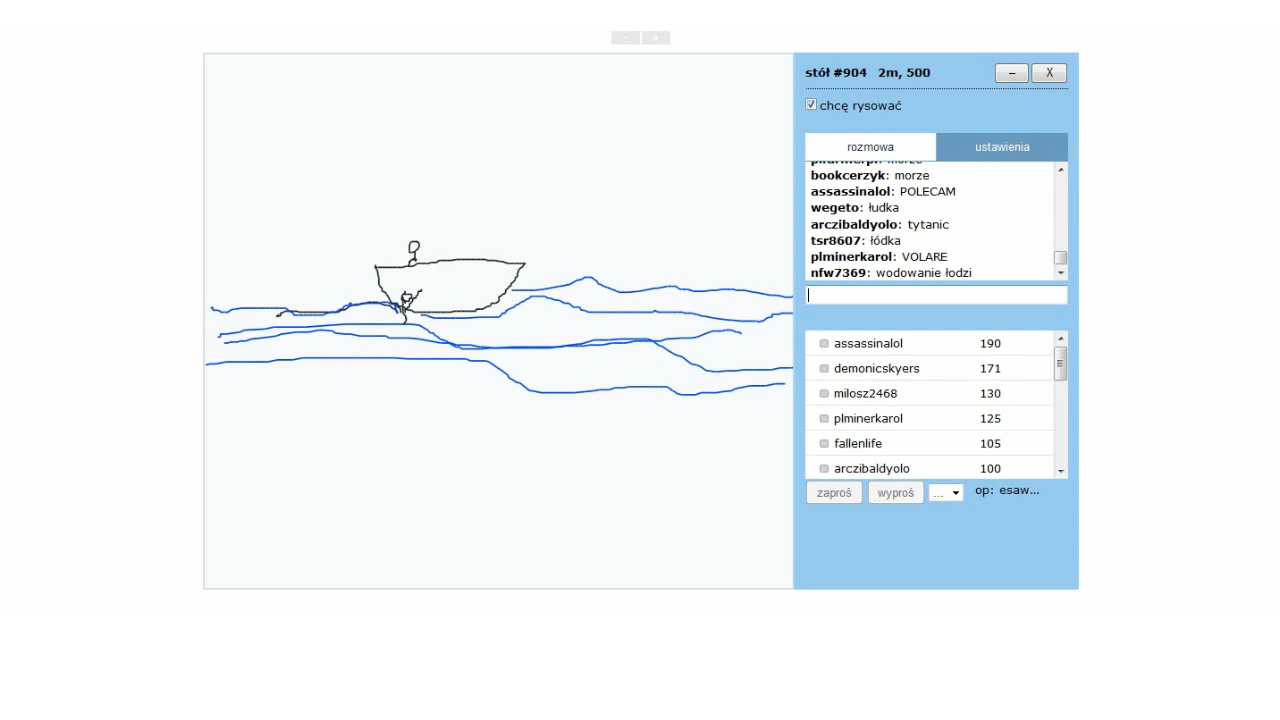 stół #904 2m, 500
– X
chcę rysować
rozmowa ustawienia
morze
bookcerzyk: morze
assassinalol: POLECAM
wegeto: łudka
arczibaldyolo: tytanic
tsr8607: łódka
plminerkarol: VOLARE
nfw7369: wodowanie łodzi
assassinalol 190
demonicskyers 171
milosz2468 130
plminerkarol 125
fallenlife 105
arczibaldyolo 100
zaproś wyproś ... op: esaw...